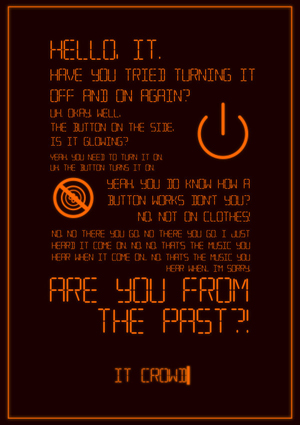 HELLO, IT.
HAVE YOU TRIED TURNING IT
OFF AND ON AGAIN?
UH. OKAY, WELL,
THE BUTTON ON THE SIDE.
IS IT GLOWING?
YEAH, YOU NEED TO TURN IT ON.
UH, THE BUTTON TURNS IT ON.
YEAH, YOU DO KNOW HOW A
BUTTON WORKS DON'T YOU?
NO, NOT ON CLOTHES!
NO, NO THERE YOU GO, NO THERE YOU GO. I JUST
HEARD IT COME ON. NO, NO, THAT'S THE MUSIC YOU
HEAR WHEN IT COME ON.. NO, THAT'S THE MUSIC YOU
HEAR WHEN.. I'M SORRY.
ARE YOU FROM
THE PAST?!
IT CROWD